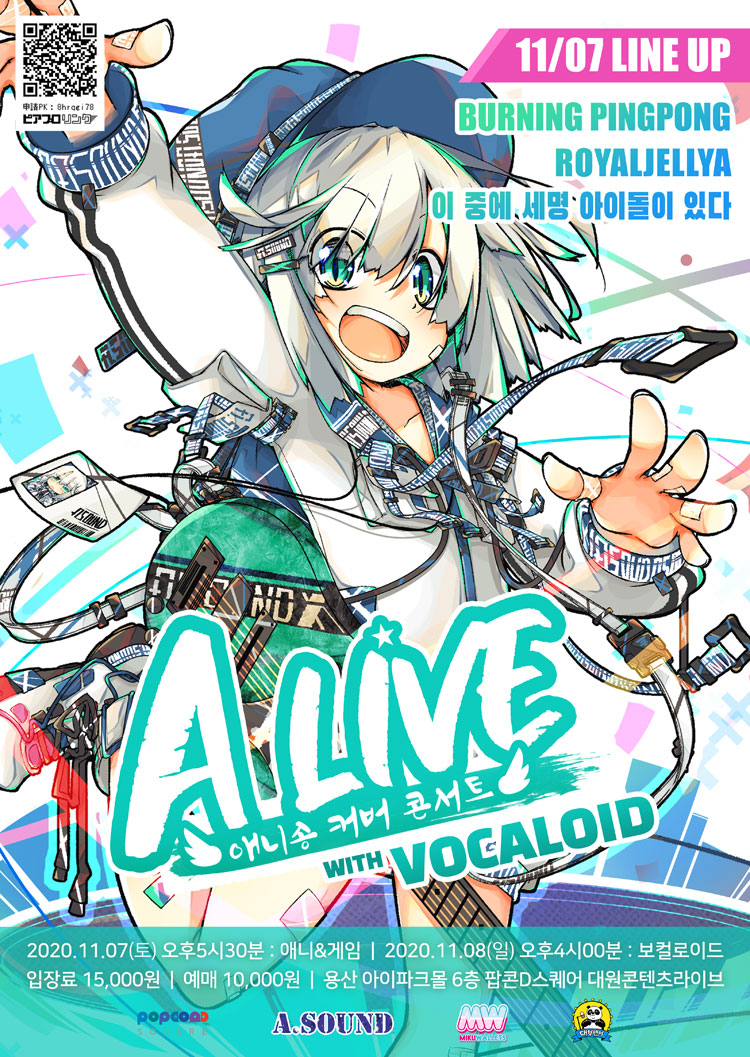 申請PK : 8hrqgi78
ピアプロリンク
11/07 LINE UP
BURNING PINGPONG
ROYALJELLYA
이 중에 세명 아이돌이 있다
A.LIVE
애니송 커버 콘서트
WITH VOCALOID
2020.11.07(토) 오후5시30분 : 애니&게임 | 2020.11.08(일) 오후4시00분 : 보컬로이드
입장료 15,000원 | 예매 10,000원 | 용산 아이파크몰 6층 팝콘D스퀘어 대원콘텐츠라이브
POPCORN D SQUARE
A.SOUND
MW
MIKUWALLETS